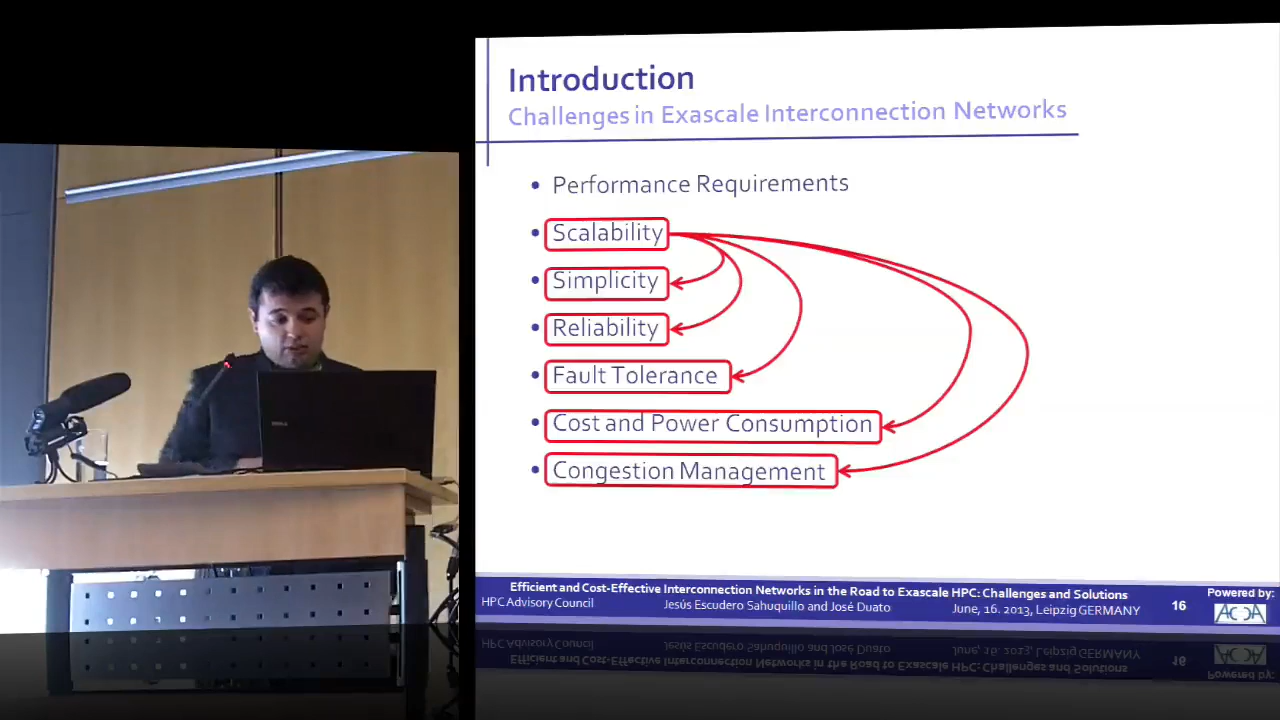 Introduction
Challenges in Exascale Interconnection Networks
• Performance Requirements
• Scalability
• Simplicity
• Reliability
• Fault Tolerance
• Cost and Power Consumption
• Congestion Management
Efficient and Cost-Effective Interconnection Networks in the Road to Exascale HPC: Challenges and Solutions
HPC Advisory Council Jesús Escudero Sahuquillo and José Duato June, 16. 2013, Leipzig GERMANY
16
Powered by:
ACCA
DELL